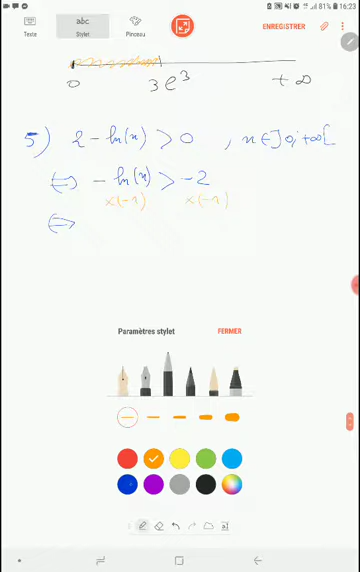 81% 16:23
abc
Texte Stylet Pinceau ENREGISTRER
0 3e³ +∞
5) 2-ln(x) > 0 , x ∈ ]0; +∞[
⇔ -ln(x) > -2
×(-1) ×(-1)
⇔
Paramètres stylet FERMER